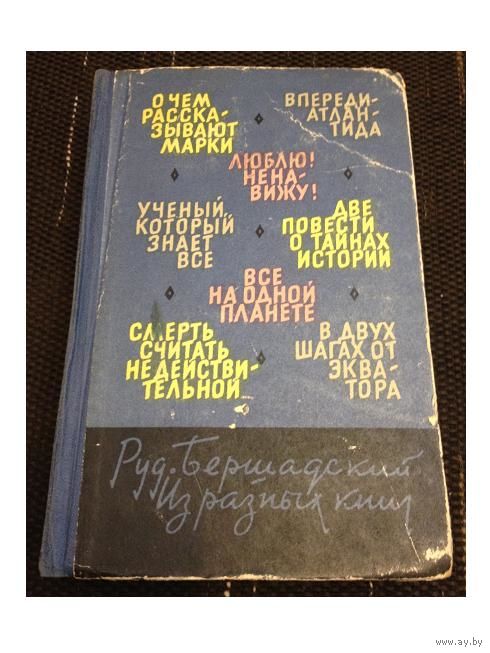 О ЧЕМ
РАССКА-
ЗЫВАЮТ
МАРКИ
ВПЕРЕДИ-
АТЛАН-
ТИДА
ЛЮБЛЮ!
НЕНА-
ВИЖУ!
УЧЕНЫЙ,
КОТОРЫЙ
ЗНАЕТ
ВСЕ
ДВЕ
ПОВЕСТИ
О ТАЙНАХ
ИСТОРИИ
ВСЕ
НА ОДНОЙ
ПЛАНЕТЕ
СМЕРТЬ
СЧИТАТЬ
НЕДЕЙСТВИ-
ТЕЛЬНОЙ
В ДВУХ
ШАГАХ ОТ
ЭКВА-
ТОРА
Руд. Бершадский
Из разных книг
www.ay.by